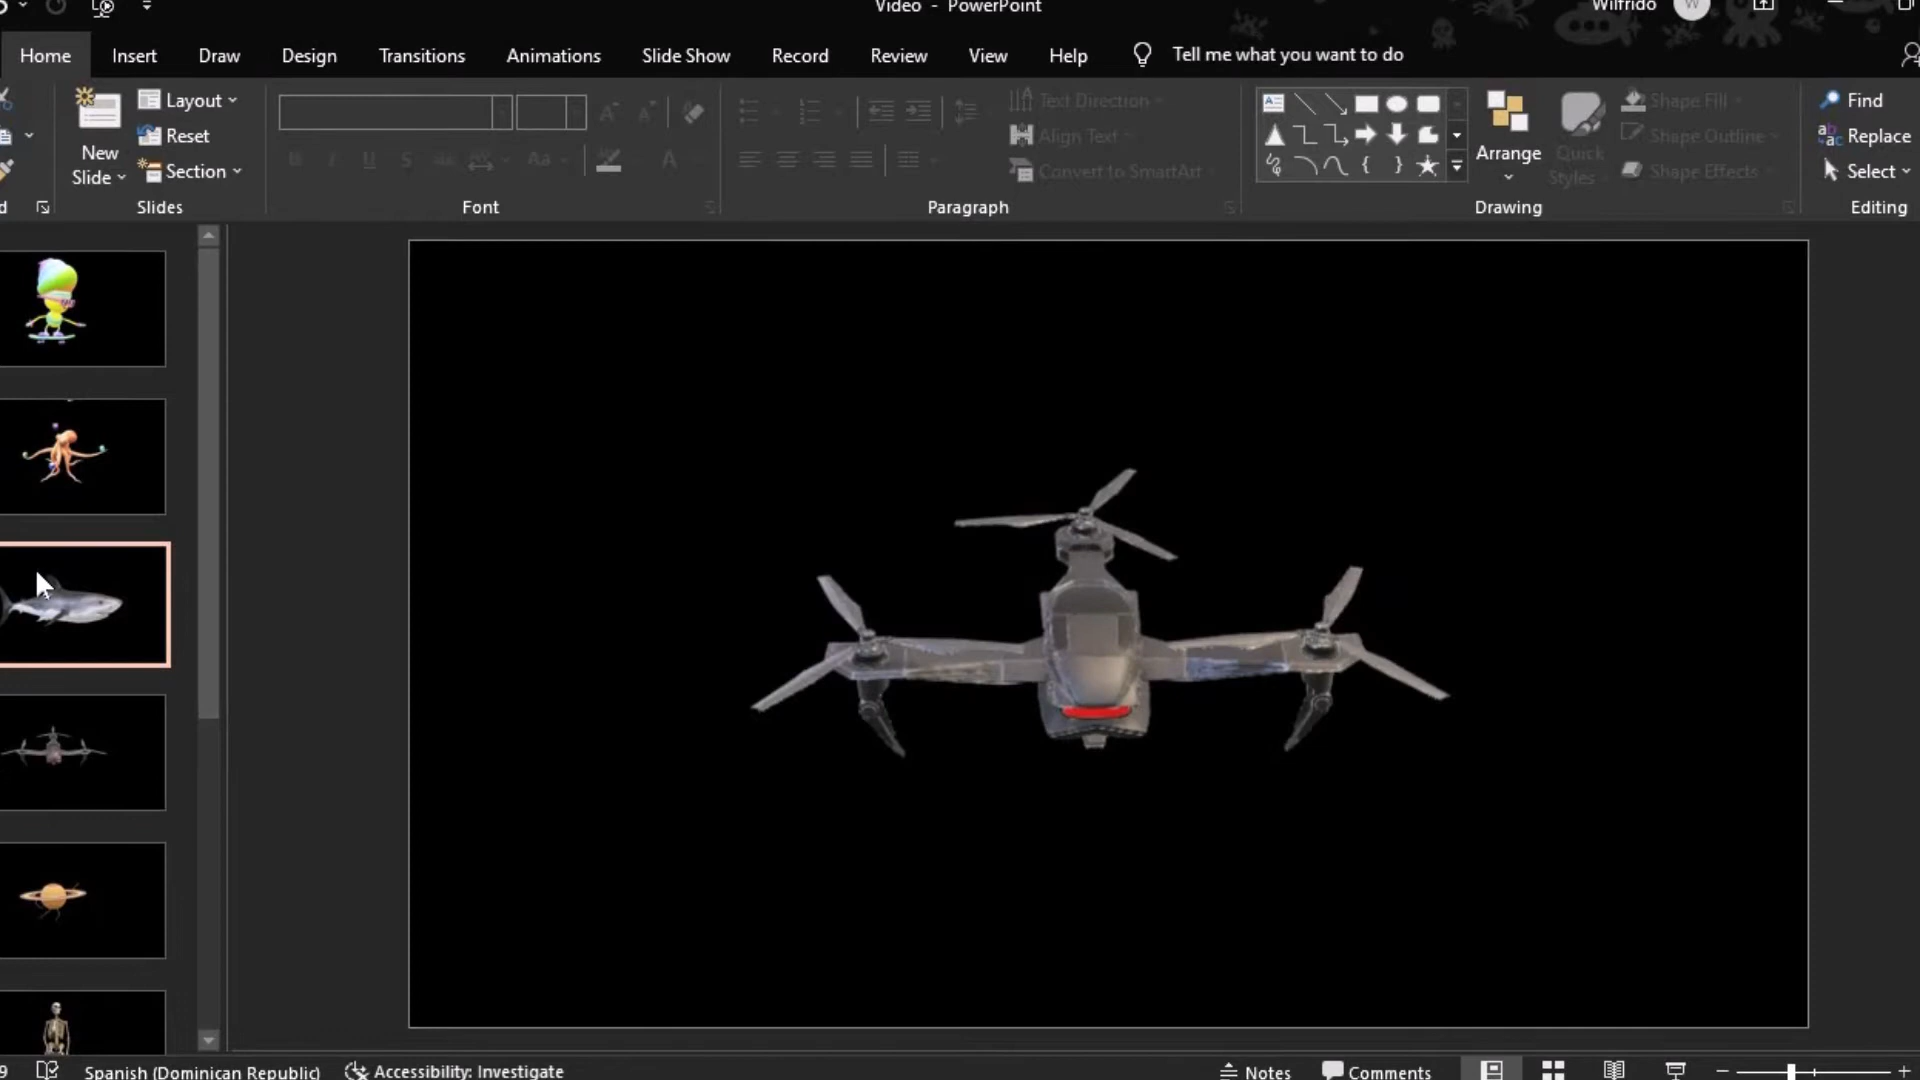 Video - PowerPoint
Wilfrido
W
Home
Insert
Draw
Design
Transitions
Animations
Slide Show
Record
Review
View
Help
Tell me what you want to do
New
Slide
Layout
Reset
Section
Slides
Aa
A
Font
Text Direction
Align Text
Convert to SmartArt
Paragraph
Arrange
Quick
Styles
Shape Fill
Shape Outline
Shape Effects
Drawing
Find
Replace
Select
Editing
9
Spanish (Dominican Republic)
Accessibility: Investigate
Notes
Comments